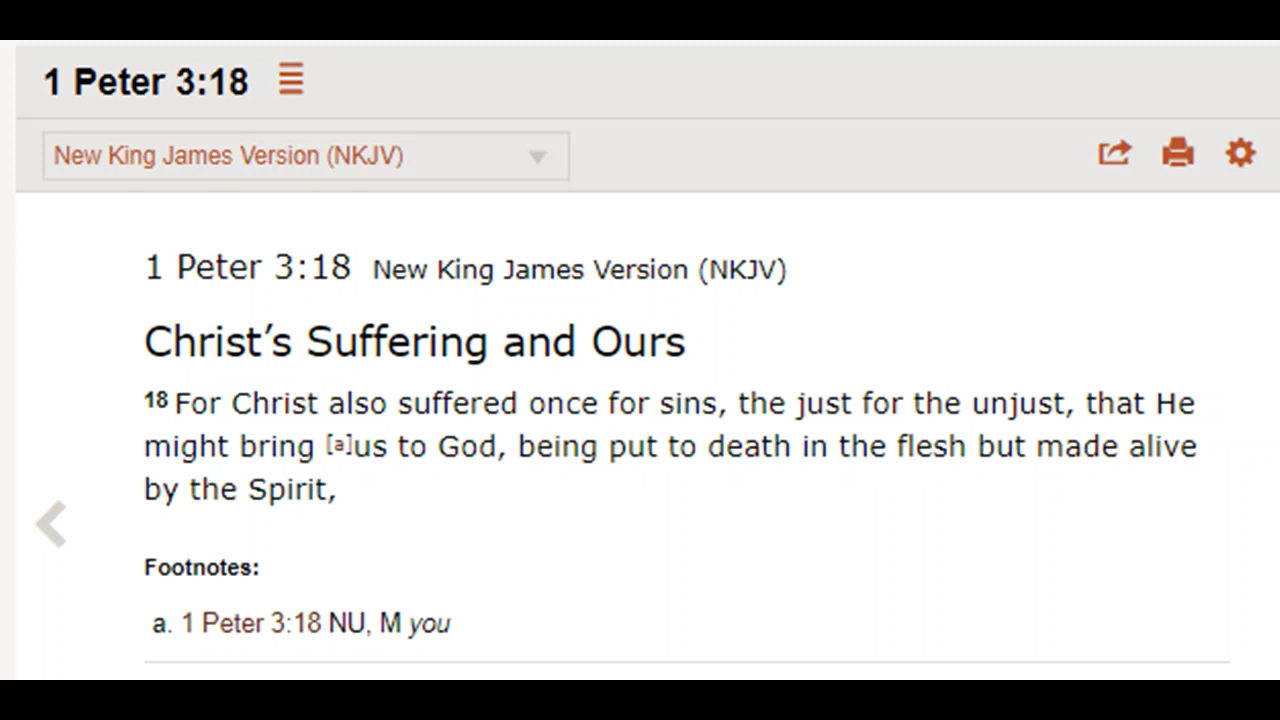 1 Peter 3:18
New King James Version (NKJV)
1 Peter 3:18 New King James Version (NKJV)
Christ’s Suffering and Ours
18 For Christ also suffered once for sins, the just for the unjust, that He
might bring [a]us to God, being put to death in the flesh but made alive
by the Spirit,
Footnotes:
a. 1 Peter 3:18 NU, M you